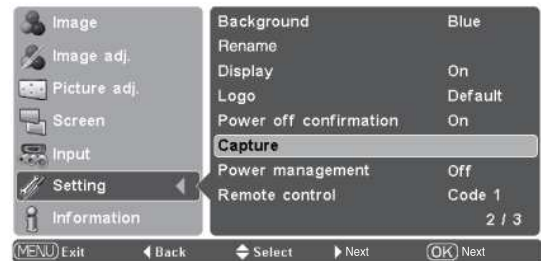 Image
Image adj.
Picture adj.
Screen
Input
Setting
Information
Background Blue
Rename
Display On
Logo Default
Power off confirmation On
Capture
Power management Off
Remote control Code 1
2 / 3
MENU Exit Back Select Next OK Next